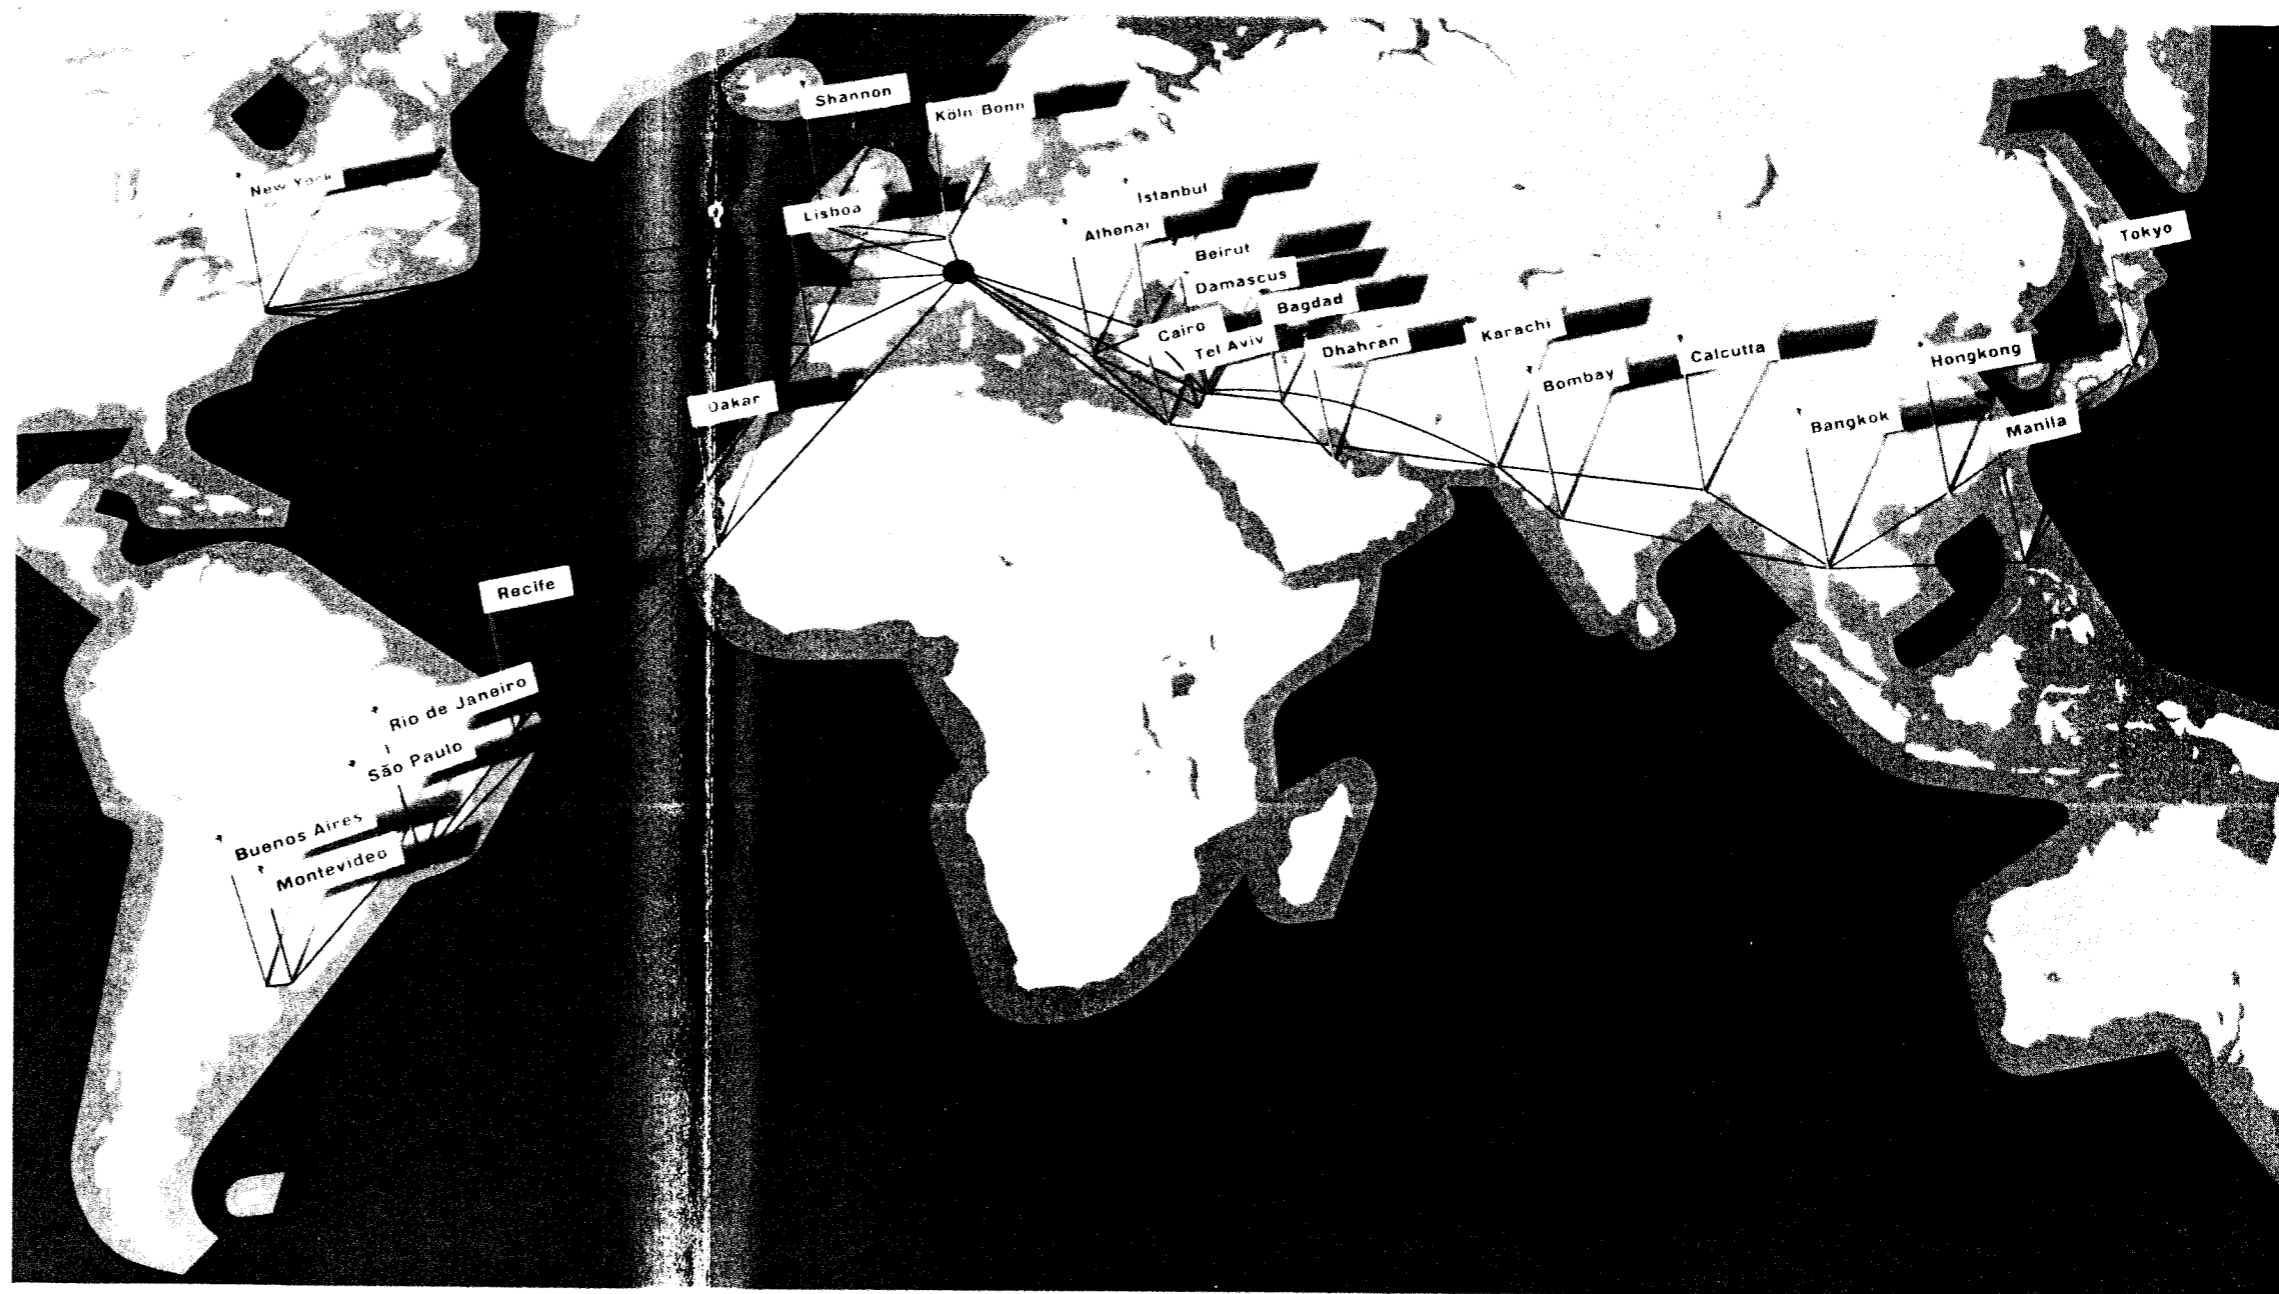 Shannon
Köln-Bonn
New York
Lisboa
Istanbul
Athenai
Beirut
Damascus
Bagdad
Tokyo
Cairo
Tel Aviv
Dhahran
Karachi
Calcutta
Hongkong
Bombay
Dakar
Bangkok
Manila
Recife
Rio de Janeiro
São Paulo
Buenos Aires
Montevideo